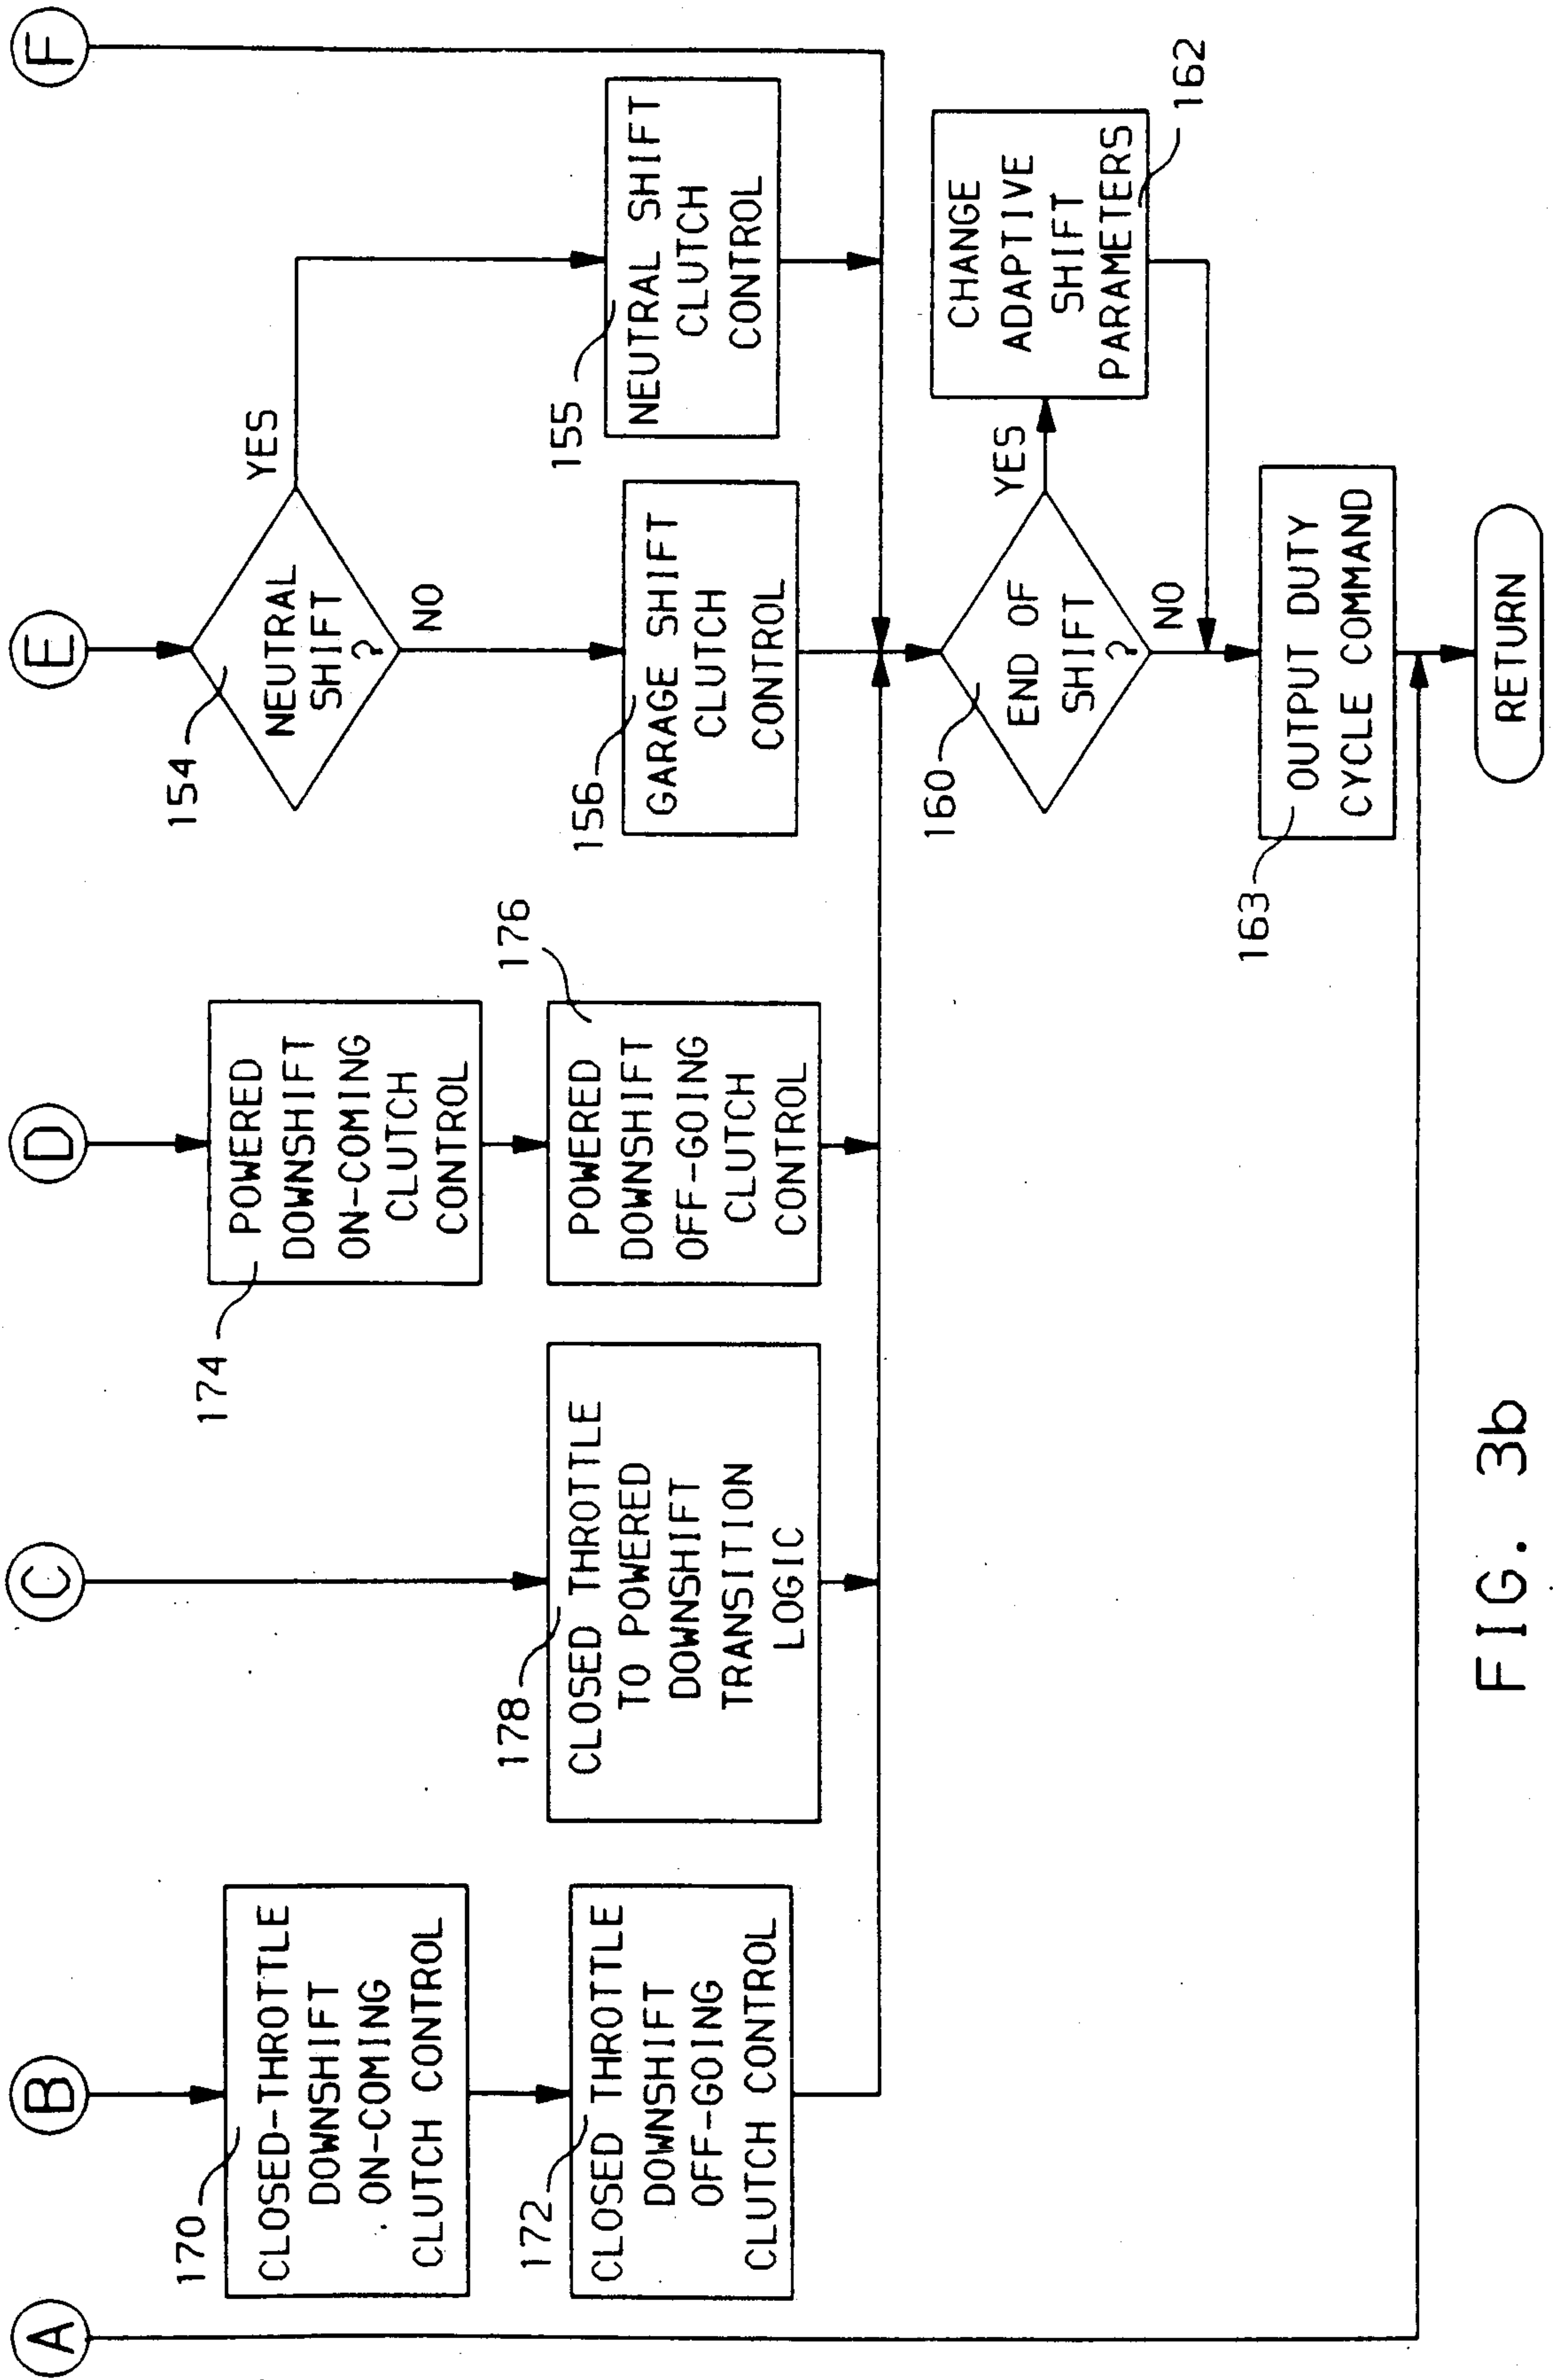 A
B
C
D
E
F
170
CLOSED-THROTTLE
DOWNSHIFT
ON-COMING
CLUTCH CONTROL
172
CLOSED THROTTLE
DOWNSHIFT
OFF-GOING
CLUTCH CONTROL
178
CLOSED THROTTLE
TO POWERED
DOWNSHIFT
TRANSITION
LOGIC
174
POWERED
DOWNSHIFT
ON-COMING
CLUTCH
CONTROL
176
POWERED
DOWNSHIFT
OFF-GOING
CLUTCH
CONTROL
154
NEUTRAL
SHIFT
?
YES
NO
156
GARAGE SHIFT
CLUTCH
CONTROL
155
NEUTRAL SHIFT
CLUTCH
CONTROL
160
END OF
SHIFT
?
YES
NO
CHANGE
ADAPTIVE
SHIFT
PARAMETERS
162
163
OUTPUT DUTY
CYCLE COMMAND
RETURN
FIG. 3b